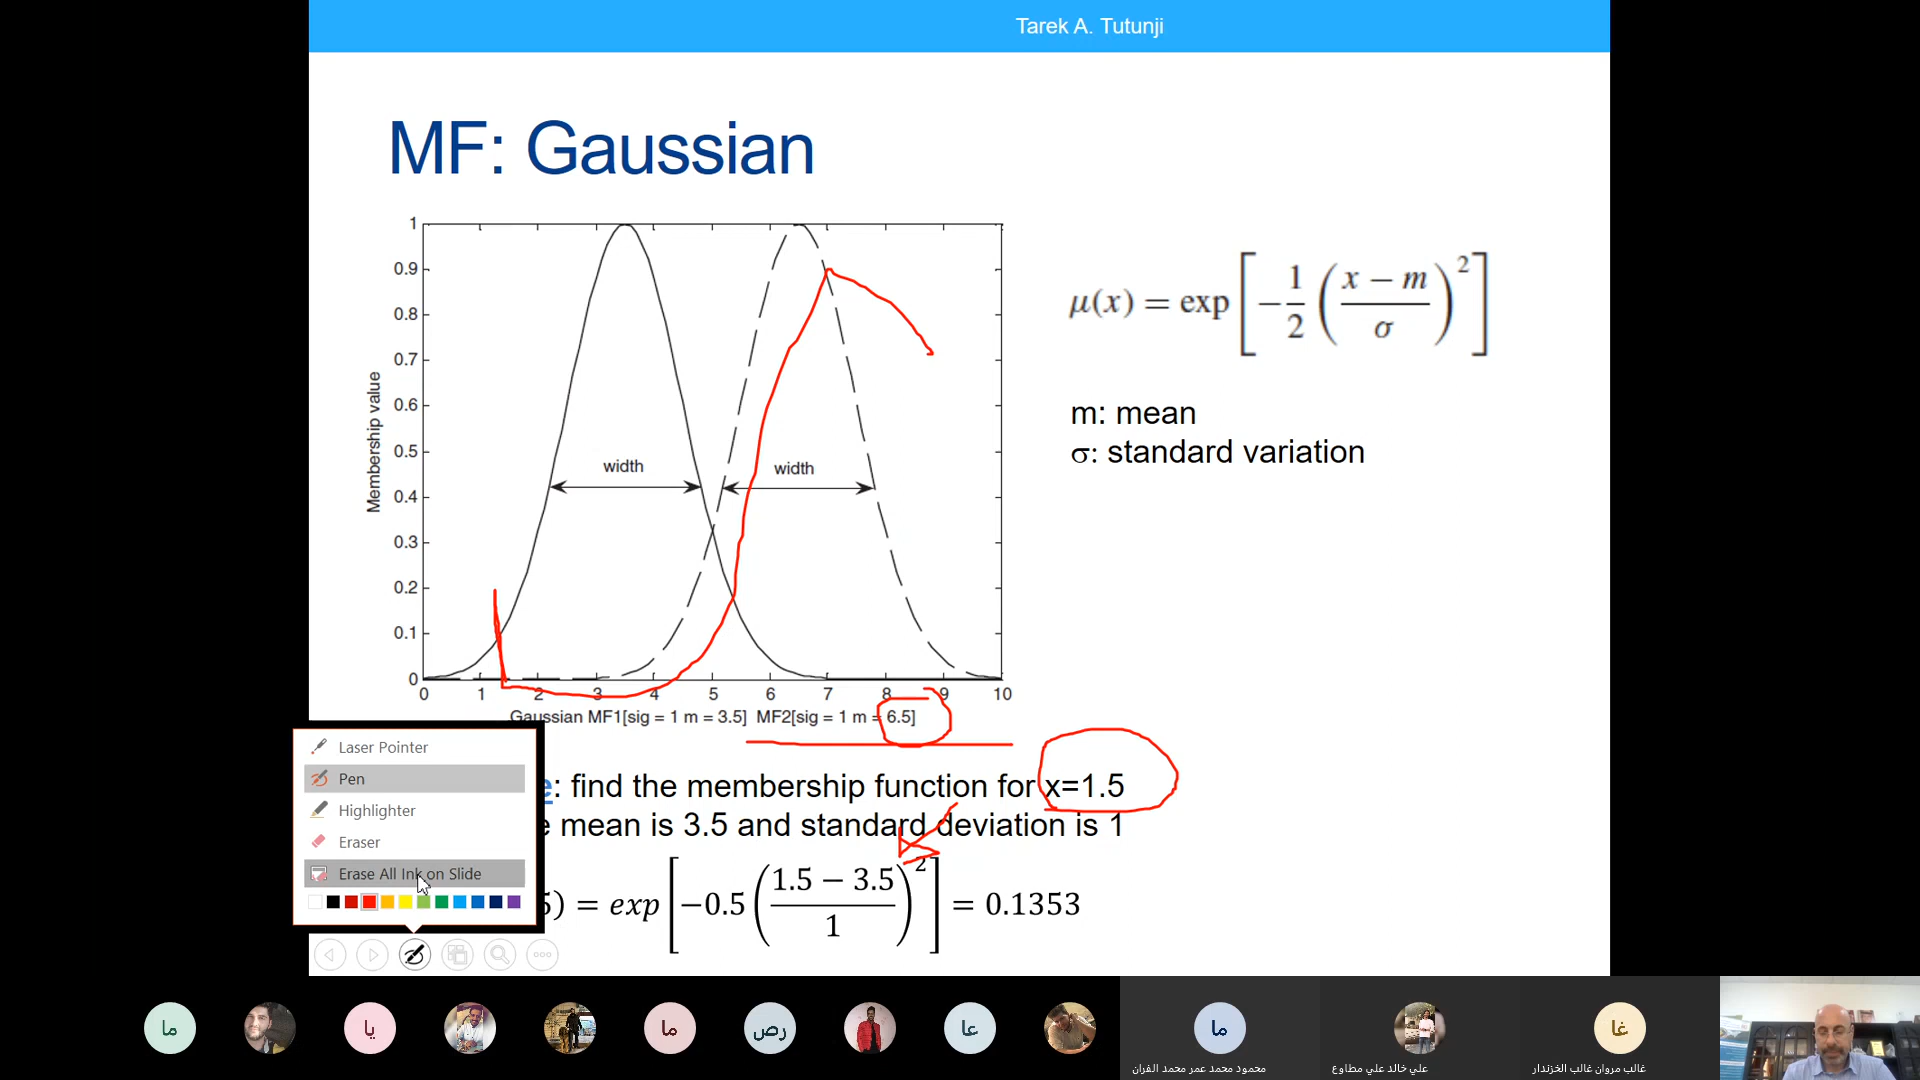 Tarek A. Tutunji
MF: Gaussian
1
0.9
0.8
0.7
0.6
0.5
0.4
0.3
0.2
0.1
0
Membership value
width
width
0 1 2 3 4 5 6 7 8 9 10
Gaussian MF1[sig = 1 m = 3.5] MF2[sig = 1 m = 6.5]
μ(x) = exp[−1/2 ((x − m)/σ)²]
m: mean
σ: standard variation
e: find the membership function for x=1.5
e mean is 3.5 and standard deviation is 1
5) = exp[−0.5 ((1.5 − 3.5)/1)²] = 0.1353
Laser Pointer
Pen
Highlighter
Eraser
Erase All Ink on Slide
ما
یا
ما
رص
عا
ما
غا
محمود محمد عمر محمد الفران
علي خالد علي مطاوع
غالب مروان غالب الخزندار